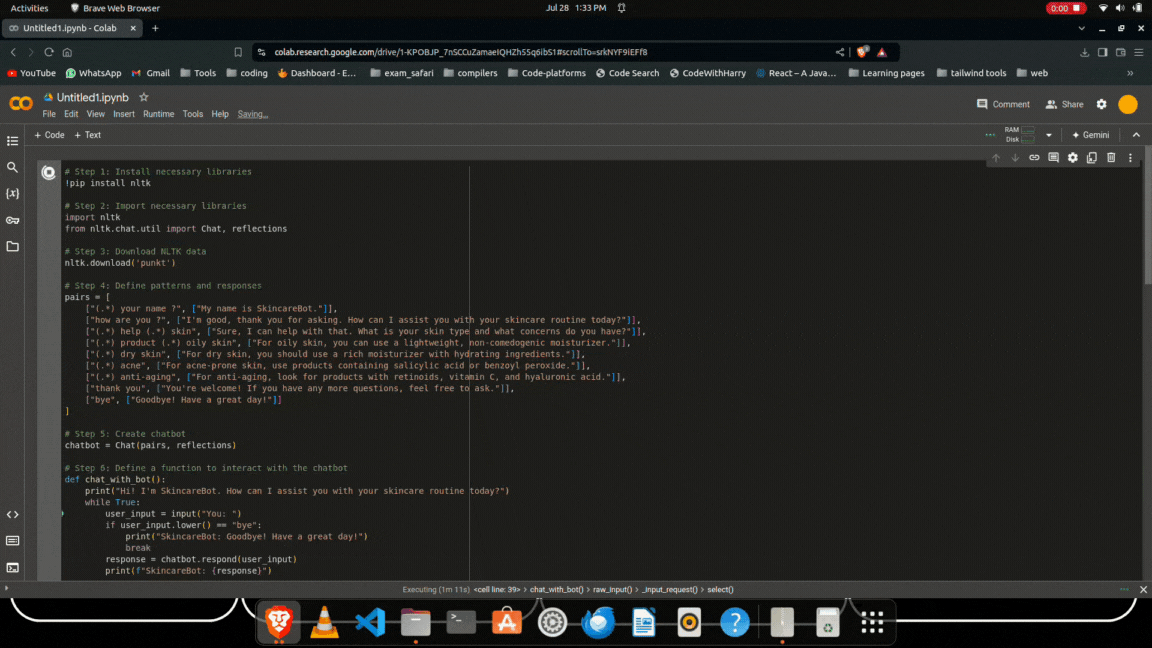 Activities
Brave Web Browser
Jul 28 1:33 PM
0:00
Untitled1.ipynb - Colab
colab.research.google.com/drive/1-KPOBJP_7nSCCuZamaeIQHZh5Sq6ibS1#scrollTo=srkNYF9iEFf8
YouTube
WhatsApp
Gmail
Tools
coding
Dashboard - E...
exam_safari
compilers
Code-platforms
Code Search
CodeWithHarry
React – A Java...
Learning pages
tailwind tools
web
Untitled1.ipynb
File Edit View Insert Runtime Tools Help Saving...
Comment
Share
+ Code + Text
RAM
Disk
Gemini
# Step 1: Install necessary libraries
!pip install nltk
# Step 2: Import necessary libraries
import nltk
from nltk.chat.util import Chat, reflections
# Step 3: Download NLTK data
nltk.download('punkt')
# Step 4: Define patterns and responses
pairs = [
["(.*) your name ?", ["My name is SkincareBot."]],
["how are you ?", ["I'm good, thank you for asking. How can I assist you with your skincare routine today?"]],
["(.*) help (.*) skin", ["Sure, I can help with that. What is your skin type and what concerns do you have?"]],
["(.*) product (.*) oily skin", ["For oily skin, you can use a lightweight, non-comedogenic moisturizer."]],
["(.*) dry skin", ["For dry skin, you should use a rich moisturizer with hydrating ingredients."]],
["(.*) acne", ["For acne-prone skin, use products containing salicylic acid or benzoyl peroxide."]],
["(.*) anti-aging", ["For anti-aging, look for products with retinoids, vitamin C, and hyaluronic acid."]],
["thank you", ["You're welcome! If you have any more questions, feel free to ask."]],
["bye", ["Goodbye! Have a great day!"]]
]
# Step 5: Create chatbot
chatbot = Chat(pairs, reflections)
# Step 6: Define a function to interact with the chatbot
def chat_with_bot():
print("Hi! I'm SkincareBot. How can I assist you with your skincare routine today?")
while True:
user_input = input("You: ")
if user_input.lower() == "bye":
print("SkincareBot: Goodbye! Have a great day!")
break
response = chatbot.respond(user_input)
print(f"SkincareBot: {response}")
Executing (1m 11s) <cell line: 39> > chat_with_bot() > raw_input() > _input_request() > select()